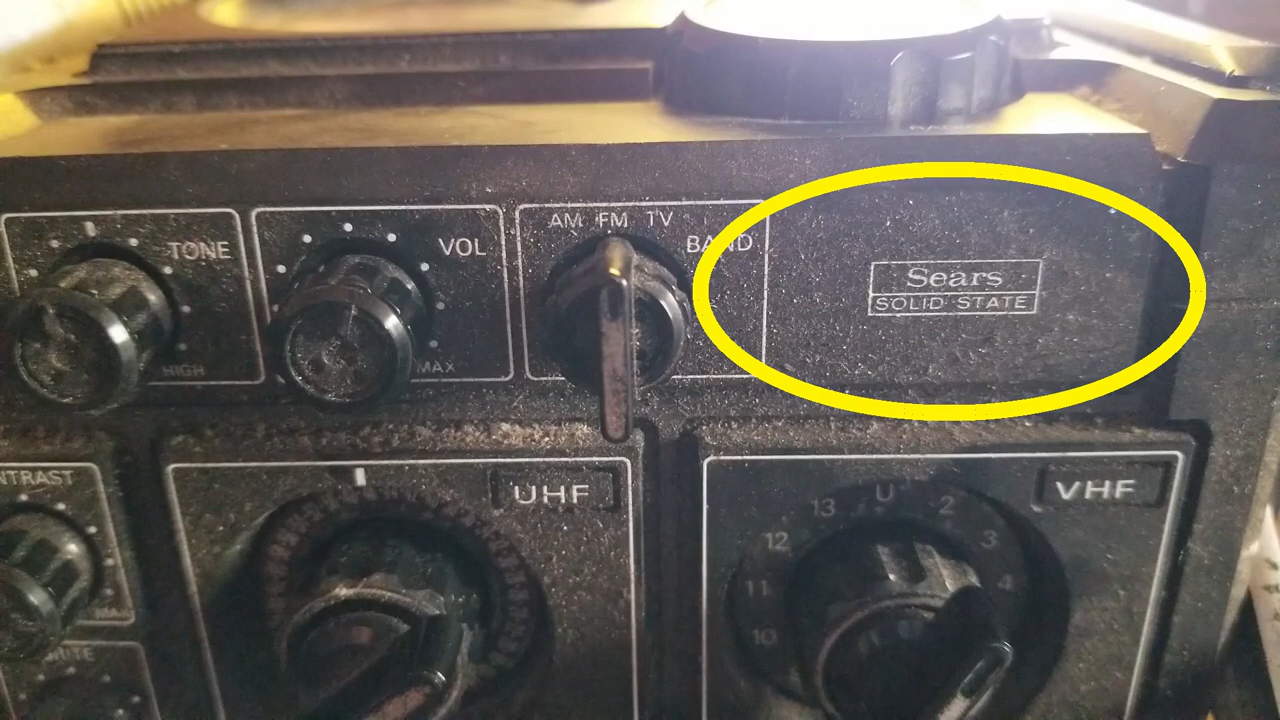 AM FM TV
TONE
VOL
BAND
Sears
SOLID STATE
HIGH
MAX
NTRAST
UHF
VHF
13 U 2
12 3
11 4
10